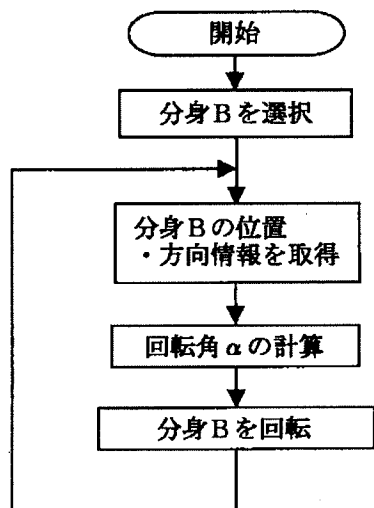 開始
分身Bを選択
分身Bの位置
・方向情報を取得
回転角αの計算
分身Bを回転